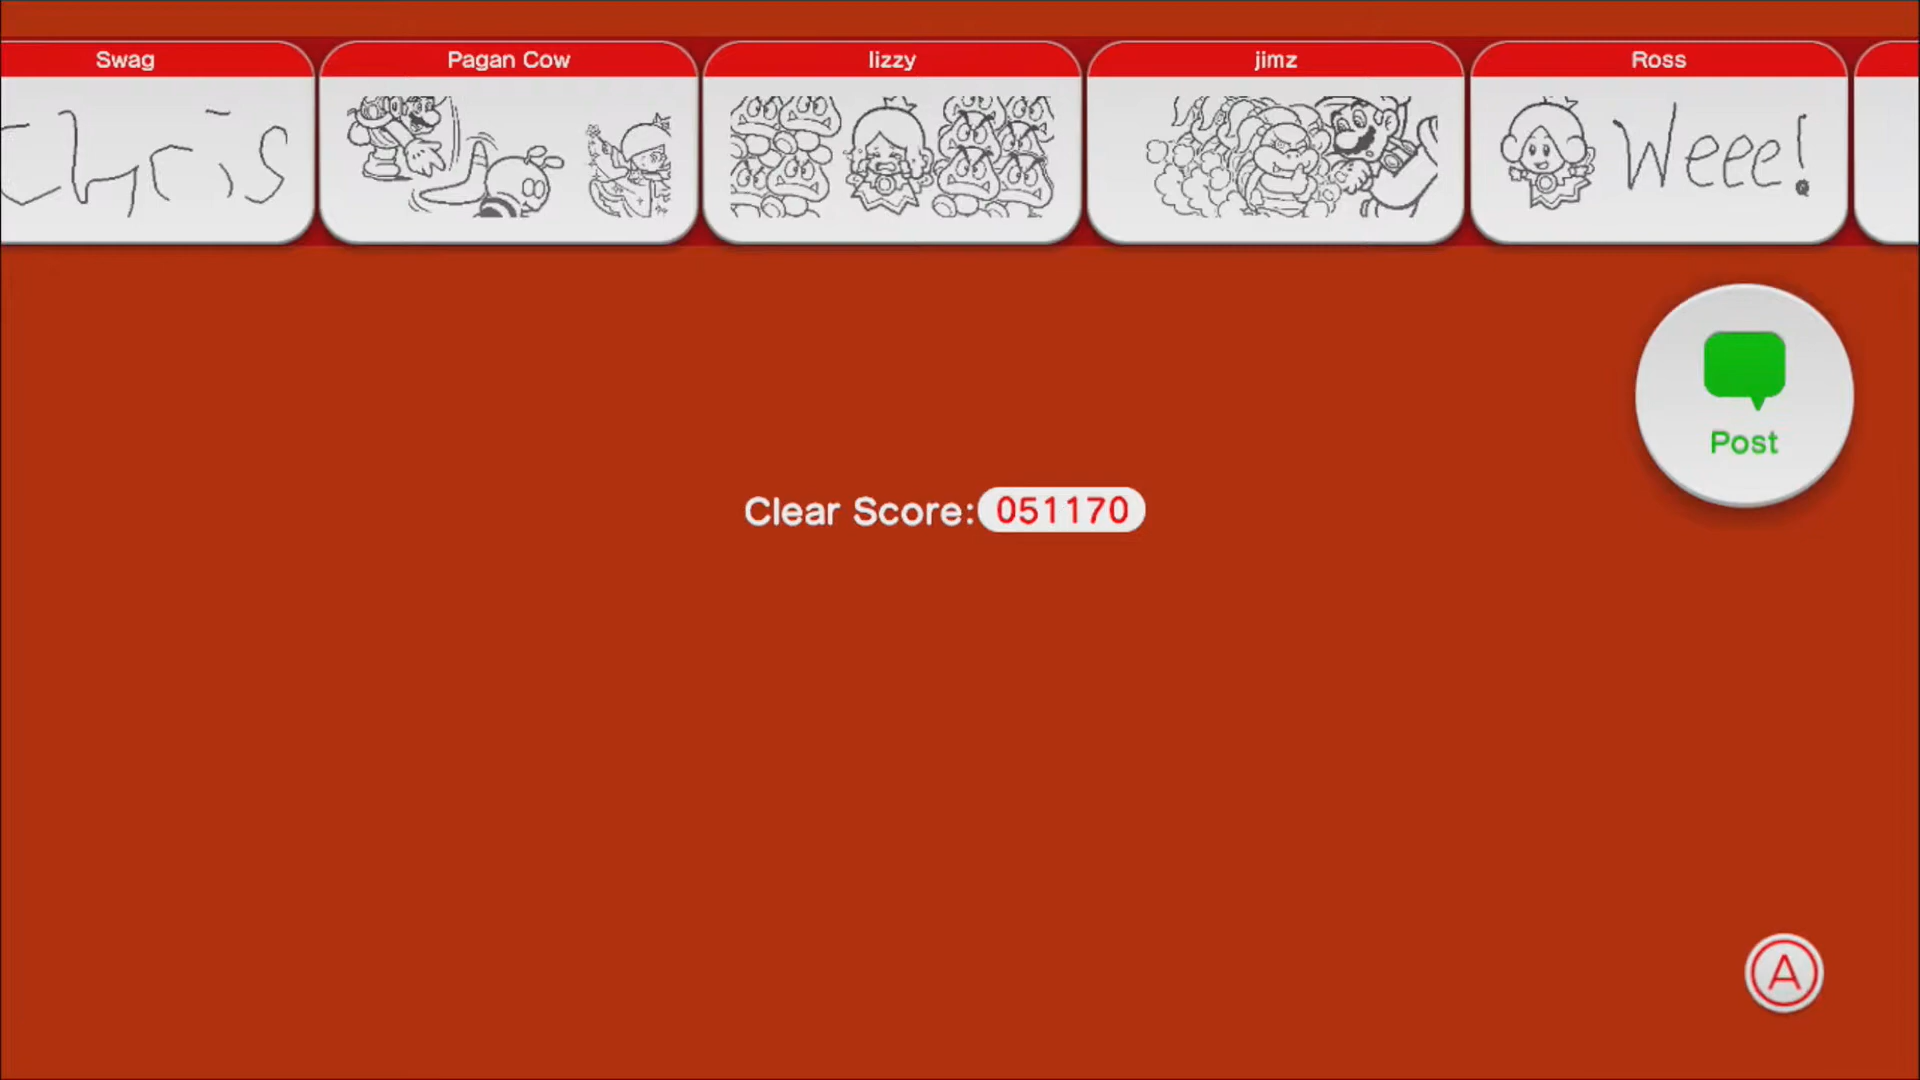 Swag
Pagan Cow
lizzy
jimz
Ross
Chris
Weee!
Post
Clear Score: 051170
A